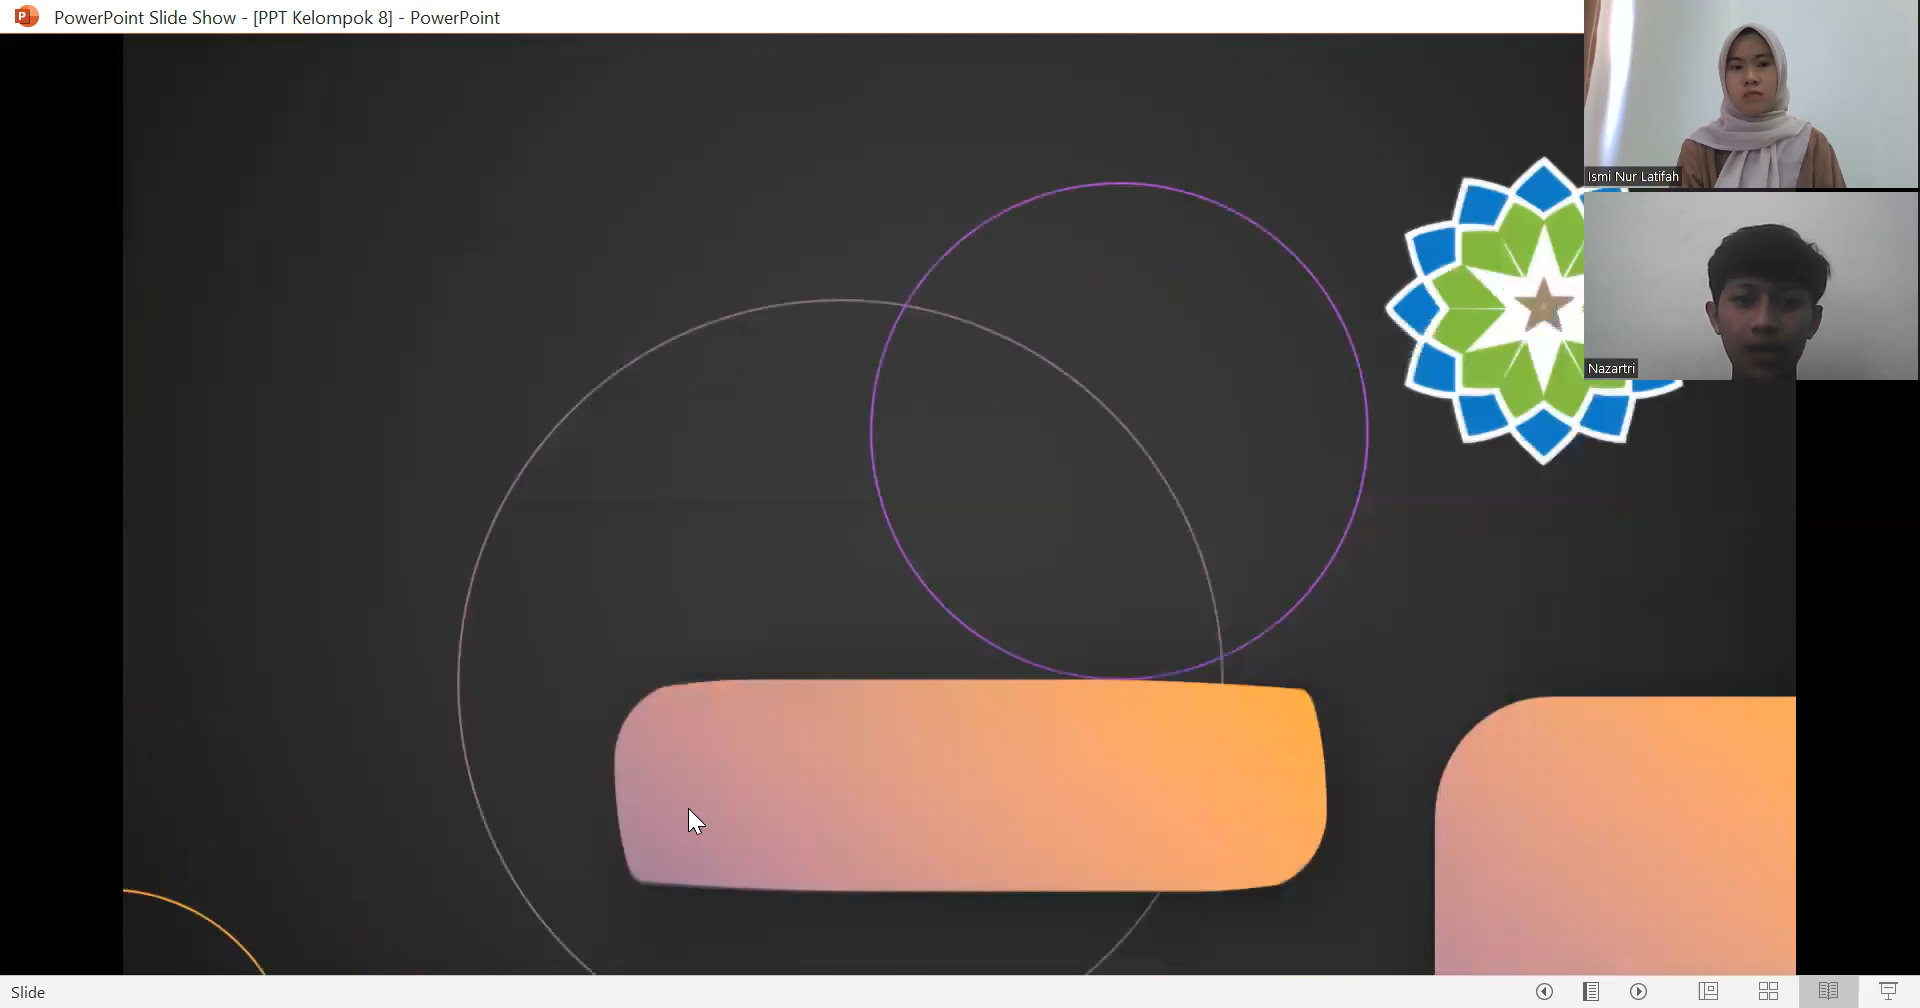 PowerPoint Slide Show - [PPT Kelompok 8] - PowerPoint
Ismi Nur Latifah
Nazartri
Slide